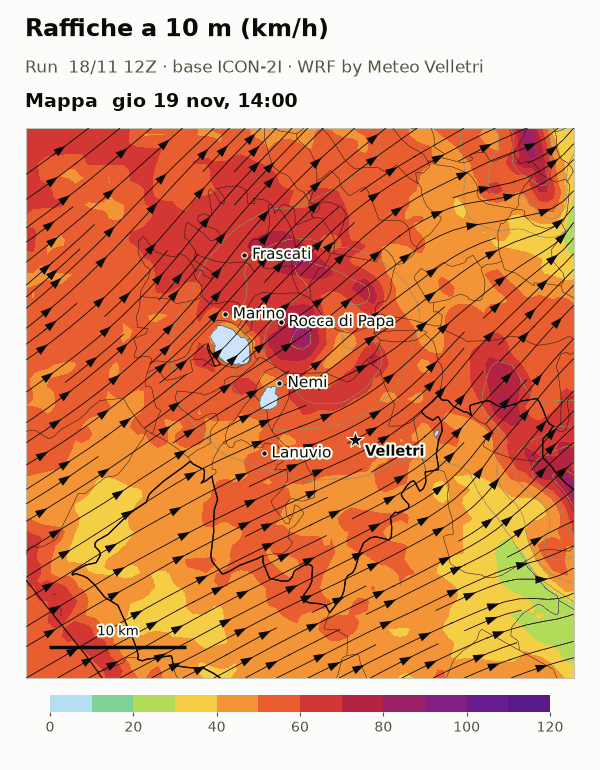 Raffiche a 10 m (km/h)
Run  18/11 12Z · base ICON-2I · WRF by Meteo Velletri
Mappa  gio 19 nov, 14:00
Frascati
Marino
Rocca di Papa
Nemi
Velletri
Lanuvio
10 km
0 20 40 60 80 100 120